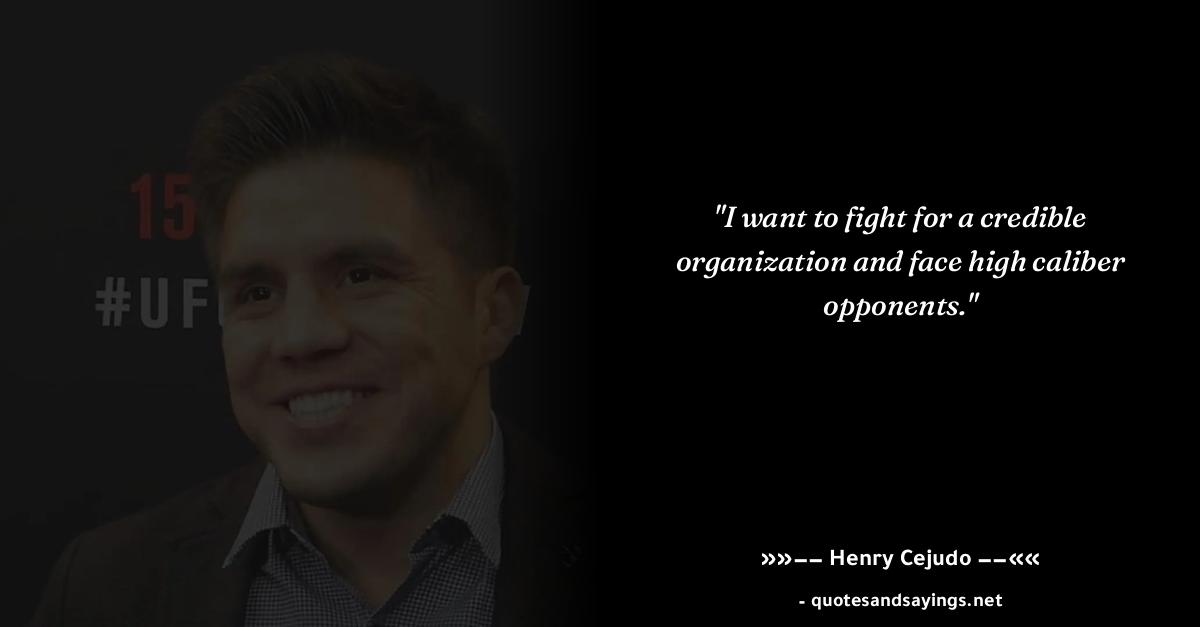 15
#UF
"I want to fight for a credible
organization and face high caliber
opponents."
»»−− Henry Cejudo −−««
- quotesandsayings.net